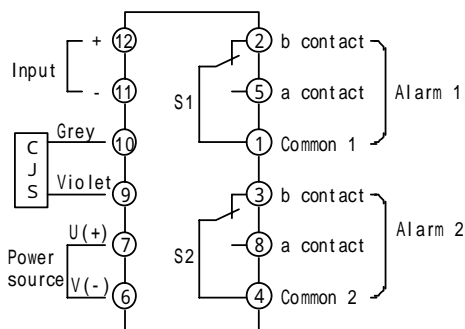 + 12
Input
- 11
Grey 10
C
J
S
Violet 9
U(+) 7
Power
source
V(-) 6
2 b contact
S1
5 a contact
Alarm 1
1 Common 1
3 b contact
S2
8 a contact
Alarm 2
4 Common 2